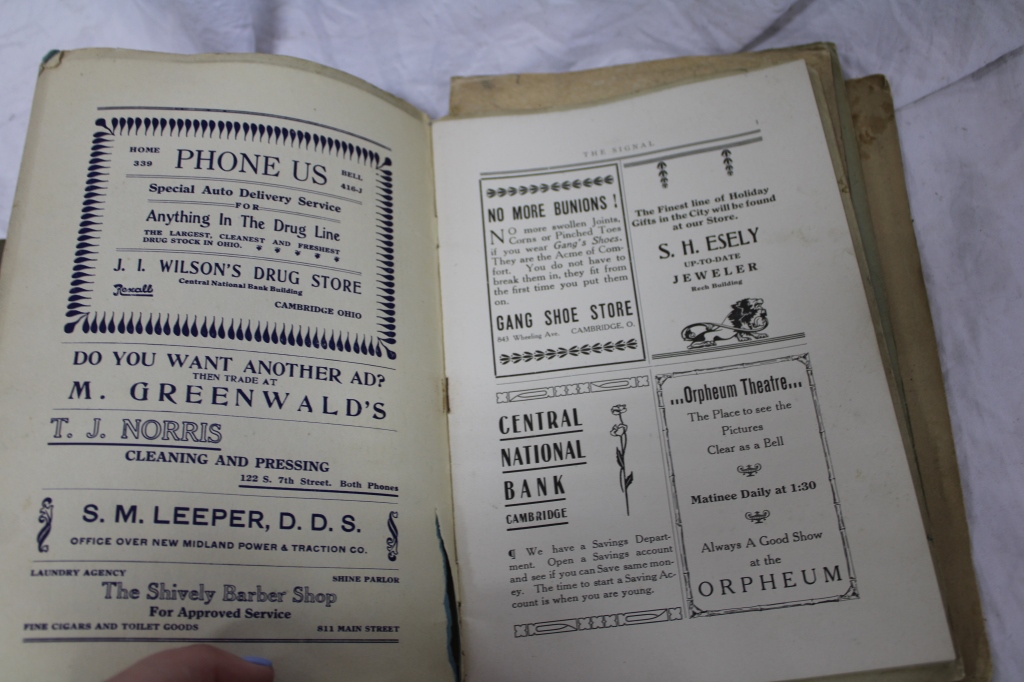 HOME
339
PHONE US
BELL
416-J
Special Auto Delivery Service
FOR
Anything In The Drug Line
THE LARGEST, CLEANEST AND FRESHEST
DRUG STOCK IN OHIO.
J. I. WILSON'S DRUG STORE
Central National Bank Building
Rexall
CAMBRIDGE OHIO
DO YOU WANT ANOTHER AD?
THEN TRADE AT
M. GREENWALD'S
T. J. NORRIS
CLEANING AND PRESSING
122 S. 7th Street. Both Phones
S. M. LEEPER, D. D. S.
OFFICE OVER NEW MIDLAND POWER & TRACTION CO.
LAUNDRY AGENCY
SHINE PARLOR
The Shively Barber Shop
For Approved Service
FINE CIGARS AND TOILET GOODS
811 MAIN STREET
THE SIGNAL
NO MORE BUNIONS!
NO more swollen Joints,
Corns or Pinched Toes
if you wear Gang's Shoes.
They are the Acme of Com-
fort. You do not have to
break them in, they fit from
the first time you put them
on.
GANG SHOE STORE
843 Wheeling Ave. CAMBRIDGE, O.
The Finest line of Holiday
Gifts in the City will be found
at our Store.
S. H. ESELY
UP-TO-DATE
JEWELER
Reek Building
CENTRAL
NATIONAL
BANK
CAMBRIDGE
¶ We have a Savings Depart-
ment. Open a Savings account
and see if you can Save same mon-
ey. The time to start a Saving Ac-
count is when you are young.
...Orpheum Theatre...
The Place to see the
Pictures
Clear as a Bell
Matinee Daily at 1:30
Always A Good Show
at the
ORPHEUM